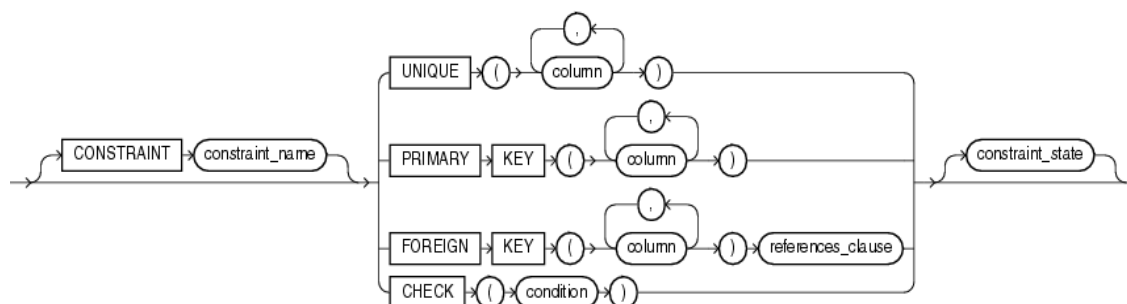 ,
UNIQUE ( column )
,
CONSTRAINT constraint_name PRIMARY KEY ( column ) constraint_state
,
FOREIGN KEY ( column ) references_clause
CHECK ( condition )